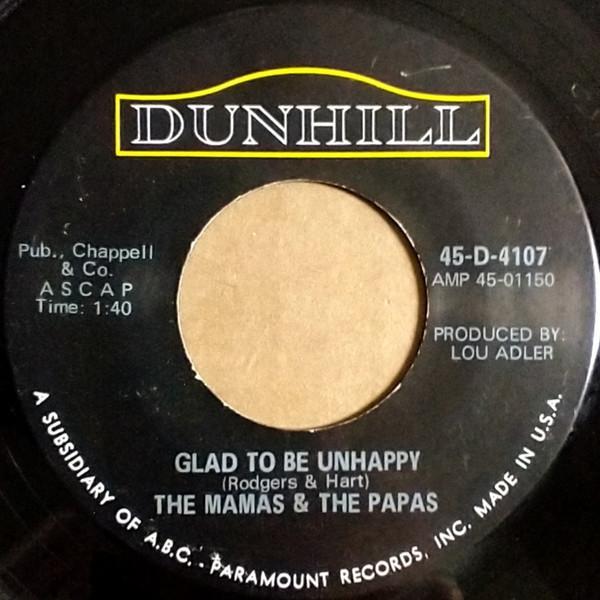 DUNHILL
Pub., Chappell
& Co.
ASCAP
Time: 1:40
45-D-4107
AMP 45-01150
PRODUCED BY:
LOU ADLER
GLAD TO BE UNHAPPY
(Rodgers & Hart)
THE MAMAS & THE PAPAS
A SUBSIDIARY OF A.B.C. - PARAMOUNT RECORDS, INC. MADE IN U.S.A.